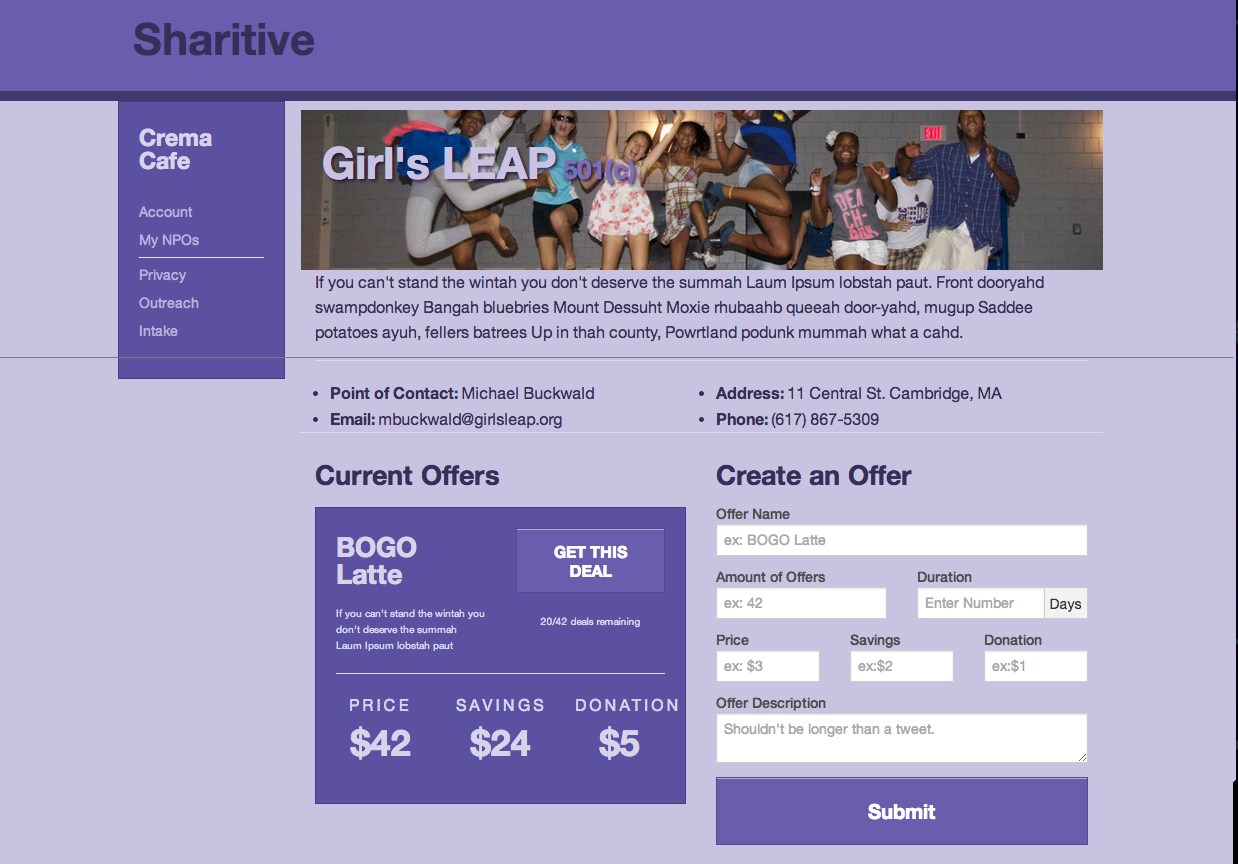 Sharitive
Crema
Cafe
Account
My NPOs
Privacy
Outreach
Intake
Girl's LEAP 501(c)
EXIT
BEA
CH-
If you can't stand the wintah you don't deserve the summah Laum Ipsum lobstah paut. Front dooryahd
swampdonkey Bangah bluebries Mount Dessuht Moxie rhubaahb queeah door-yahd, mugup Saddee
potatoes ayuh, fellers batrees Up in thah county, Powrtland podunk mummah what a cahd.
Point of Contact: Michael Buckwald
Email: mbuckwald@girlsleap.org
Address: 11 Central St. Cambridge, MA
Phone: (617) 867-5309
Current Offers
BOGO
Latte
If you can't stand the wintah you
don't deserve the summah
Laum Ipsum lobstah paut
GET THIS
DEAL
20/42 deals remaining
PRICE SAVINGS DONATION
$42 $24 $5
Create an Offer
Offer Name
ex: BOGO Latte
Amount of Offers Duration
ex: 42 Enter Number Days
Price Savings Donation
ex: $3 ex:$2 ex:$1
Offer Description
Shouldn't be longer than a tweet.
Submit